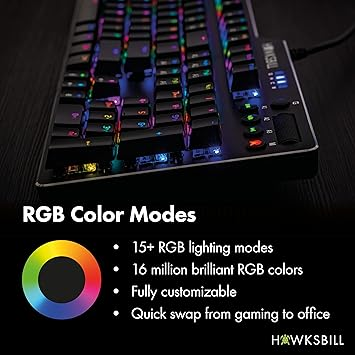 HAWKSBILL
RGB Color Modes
• 15+ RGB lighting modes
• 16 million brilliant RGB colors
• Fully customizable
• Quick swap from gaming to office
HAWKSBILL